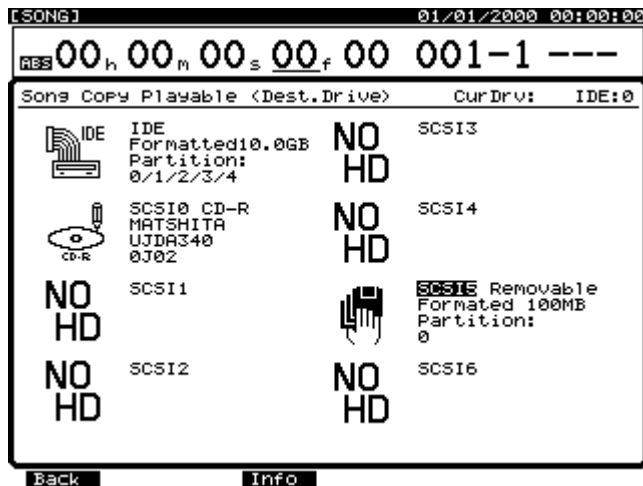 [SONG] 01/01/2000 00:00:00
ABS 00h 00m 00s 00f 00 001-1 ---
Song Copy Playable <Dest.Drive> CurDrv: IDE:0
IDE
IDE
Formatted10.0GB
Partition:
0/1/2/3/4
NO HD
SCSI3
CD-R
SCSI0 CD-R
MATSHITA
UJDA340
0J02
NO HD
SCSI4
NO HD
SCSI1
SCSI5 Removable
Formated 100MB
Partition:
0
NO HD
SCSI2
NO HD
SCSI6
Back Info